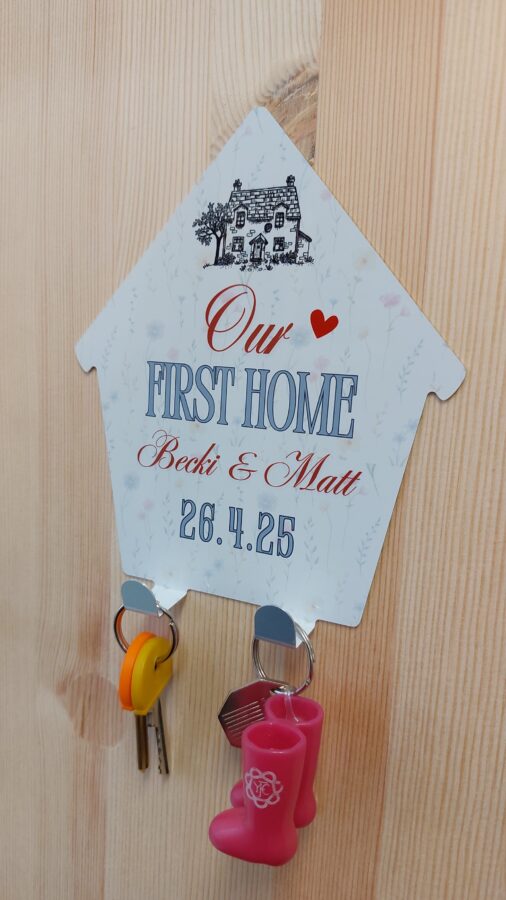 Our
FIRST HOME
Becki & Matt
26.4.25